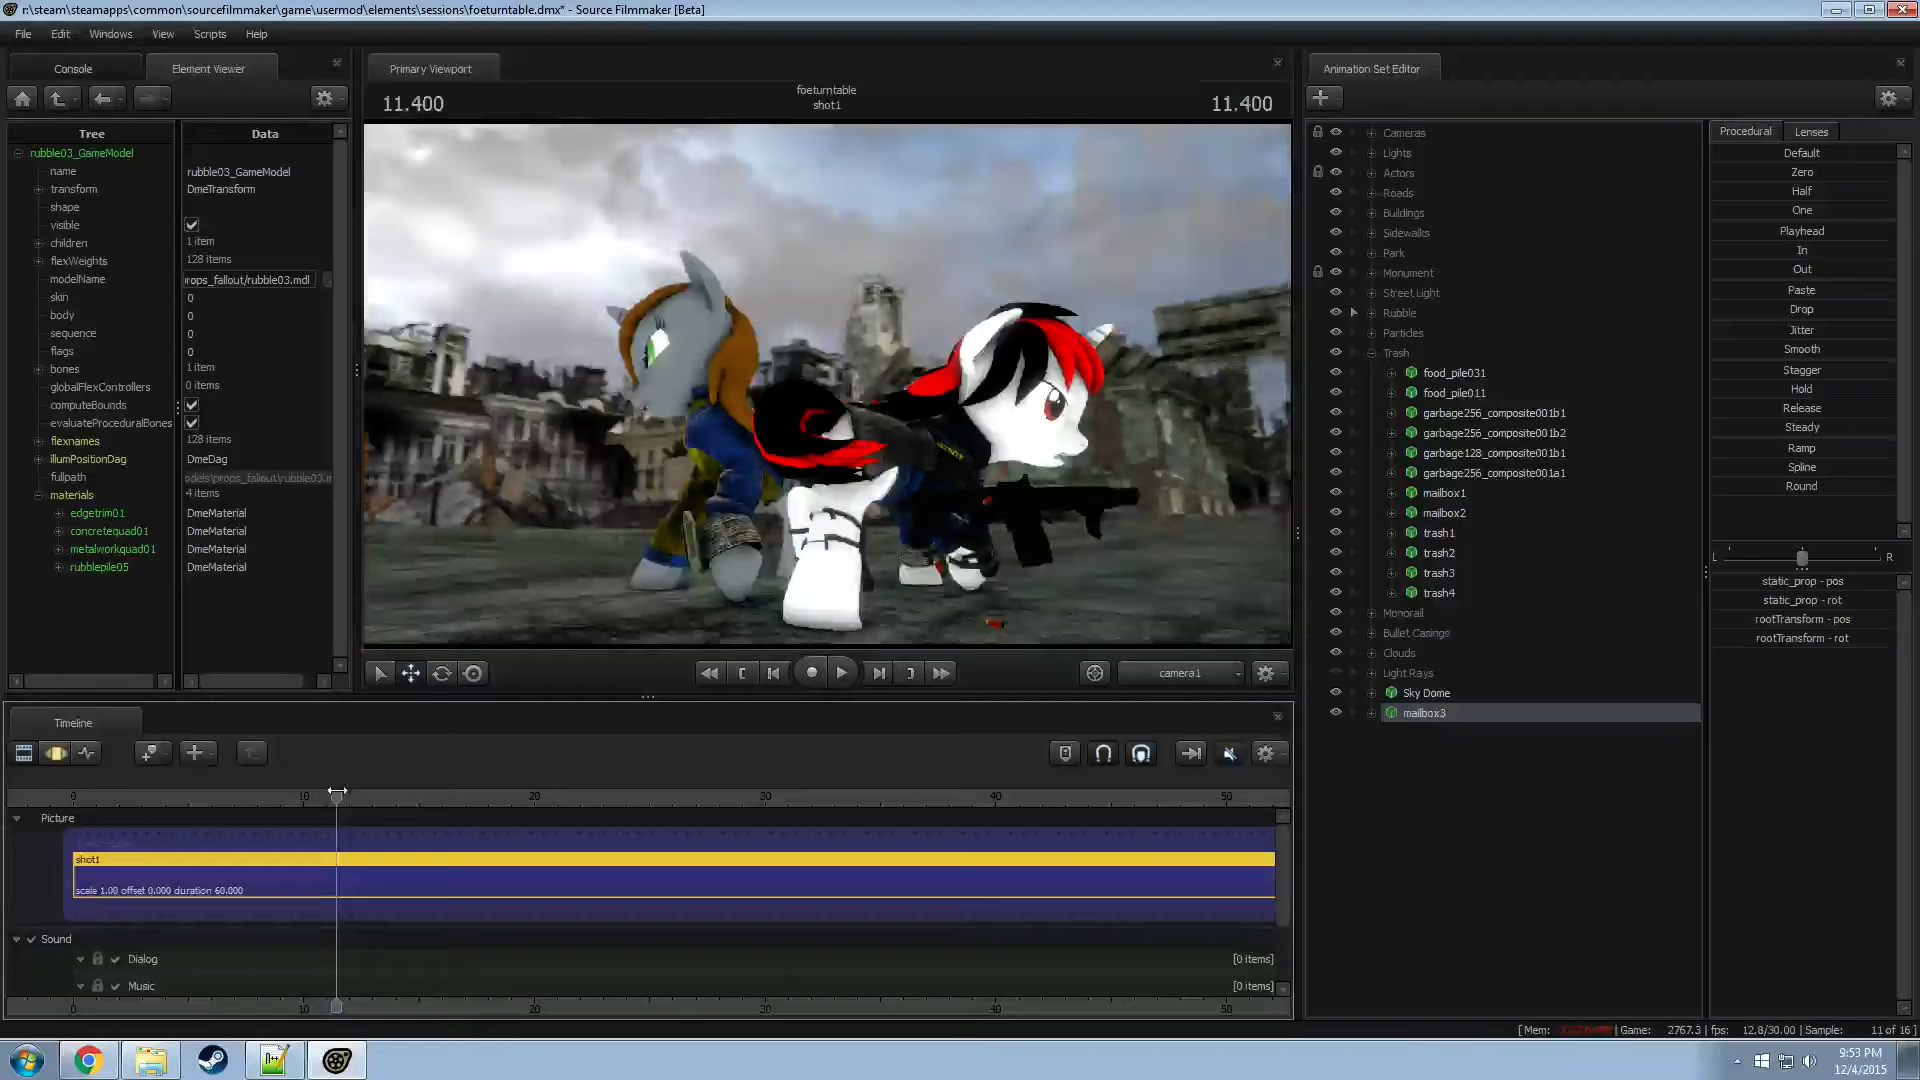 r:\steam\steamapps\common\sourcefilmmaker\game\usermod\elements\sessions\foeturntable.dmx* - Source Filmmaker [Beta]
File Edit Windows View Scripts Help
Console Element Viewer
Tree Data
rubble03_GameModel
name rubble03_GameModel
transform DmeTransform
shape
visible
children 1 item
flexWeights 128 items
modelName rops_fallout/rubble03.mdl
skin 0
body 0
sequence 0
flags 0
bones 1 item
globalFlexControllers 0 items
computeBounds
evaluateProceduralBones
flexnames 128 items
illumPositionDag DmeDag
fullpath odels\props_fallout/rubble03.m
materials 4 items
edgetrim01 DmeMaterial
concretequad01 DmeMaterial
metalworkquad01 DmeMaterial
rubblepile05 DmeMaterial
Primary Viewport
11.400 foeturntable 11.400
shot1
camera1
Animation Set Editor
Cameras
Lights
Actors
Roads
Buildings
Sidewalks
Park
Monument
Street Light
Rubble
Particles
Trash
food_pile031
food_pile011
garbage256_composite001b1
garbage256_composite001b2
garbage128_composite001b1
garbage256_composite001a1
mailbox1
mailbox2
trash1
trash2
trash3
trash4
Monorail
Bullet Casings
Clouds
Light Rays
Sky Dome
mailbox3
Procedural Lenses
Default
Zero
Half
One
Playhead
In
Out
Paste
Drop
Jitter
Smooth
Stagger
Hold
Release
Steady
Ramp
Spline
Round
L R
static_prop - pos
static_prop - rot
rootTransform - pos
rootTransform - rot
Timeline
0 10 20 30 40 50
Picture
shot1
scale 1.00 offset 0.000 duration 60.000
Sound
Dialog [0 items]
Music [0 items]
0 10 20 30 40 50
[ Mem: | Game: 2767.3 | fps: 12.8/30.00 | Sample: 11 of 16 ]
9:53 PM
12/4/2015